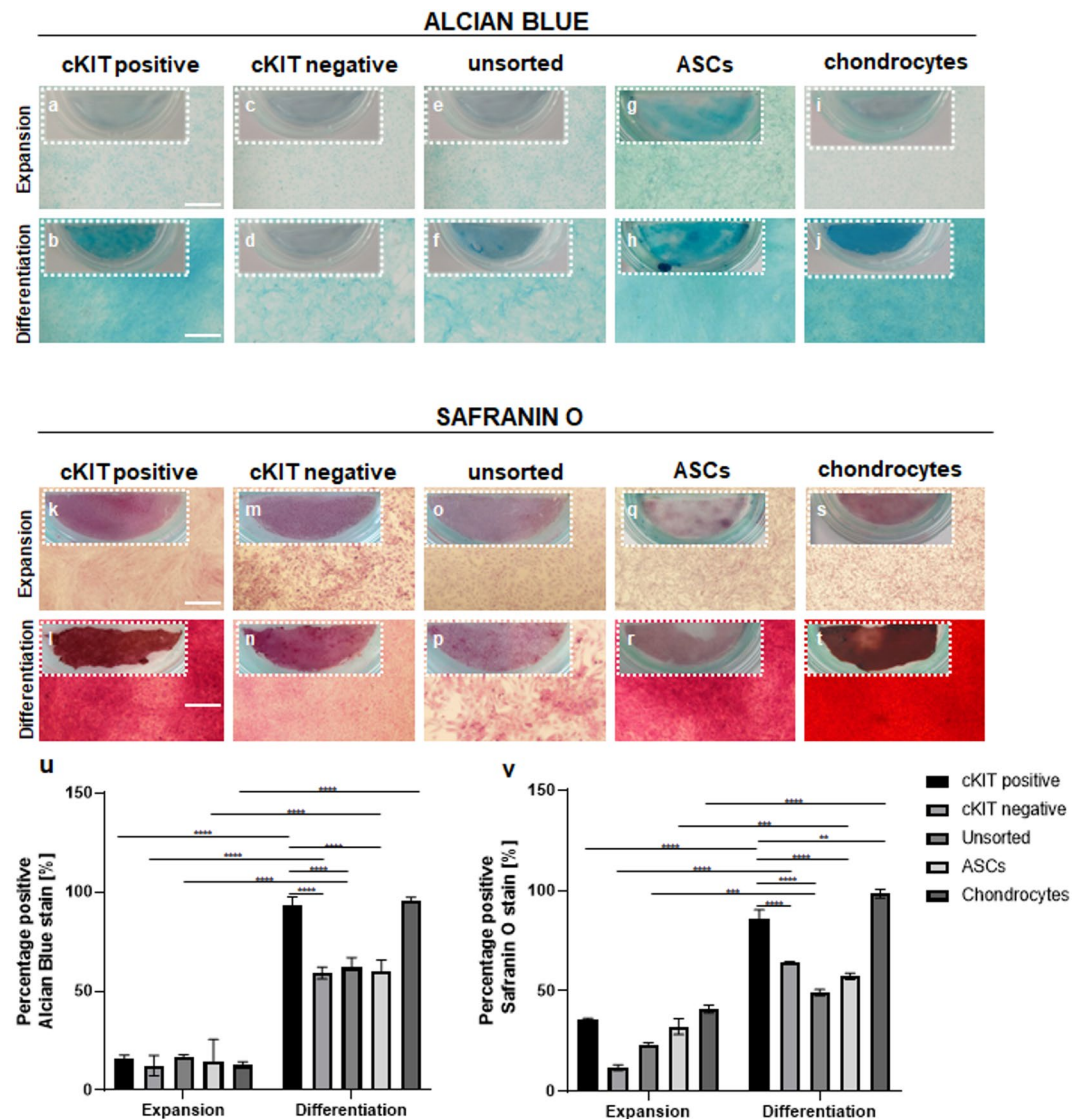 ALCIAN BLUE
cKIT positive cKIT negative unsorted ASCs chondrocytes
Expansion
a c e g i
Differentiation
b d f h j
SAFRANIN O
cKIT positive cKIT negative unsorted ASCs chondrocytes
Expansion
k m o q s
Differentiation
l n p r t
u
Percentage positive
Alcian Blue stain [%]
150
100
50
0
****
****
****
****
****
****
****
****
Expansion Differentiation
v
Percentage positive
Safranin O stain [%]
150
100
50
0
****
***
**
****
****
****
****
***
****
Expansion Differentiation
cKIT positive
cKIT negative
Unsorted
ASCs
Chondrocytes